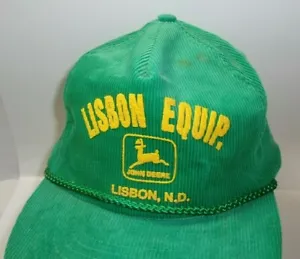 LISBON EQUIP.
JOHN DEERE
LISBON, N.D.